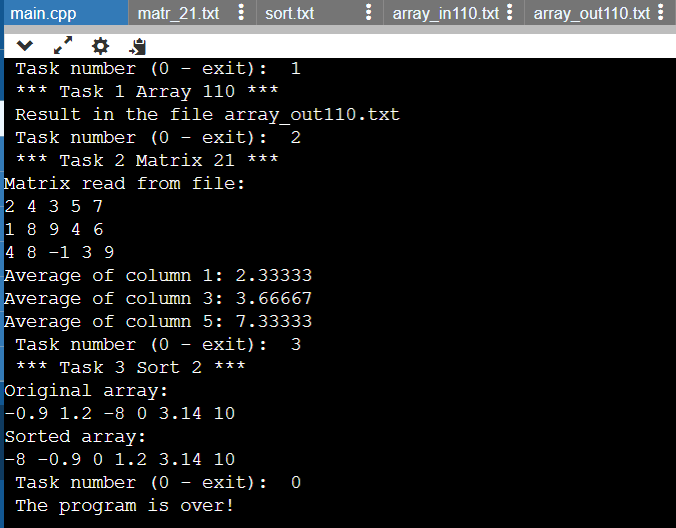 main.cpp matr_21.txt sort.txt array_in110.txt array_out110.txt
Task number (0 - exit): 1
*** Task 1 Array 110 ***
Result in the file array_out110.txt
Task number (0 - exit): 2
*** Task 2 Matrix 21 ***
Matrix read from file:
2 4 3 5 7
1 8 9 4 6
4 8 -1 3 9
Average of column 1: 2.33333
Average of column 3: 3.66667
Average of column 5: 7.33333
Task number (0 - exit): 3
*** Task 3 Sort 2 ***
Original array:
-0.9 1.2 -8 0 3.14 10
Sorted array:
-8 -0.9 0 1.2 3.14 10
Task number (0 - exit): 0
The program is over!